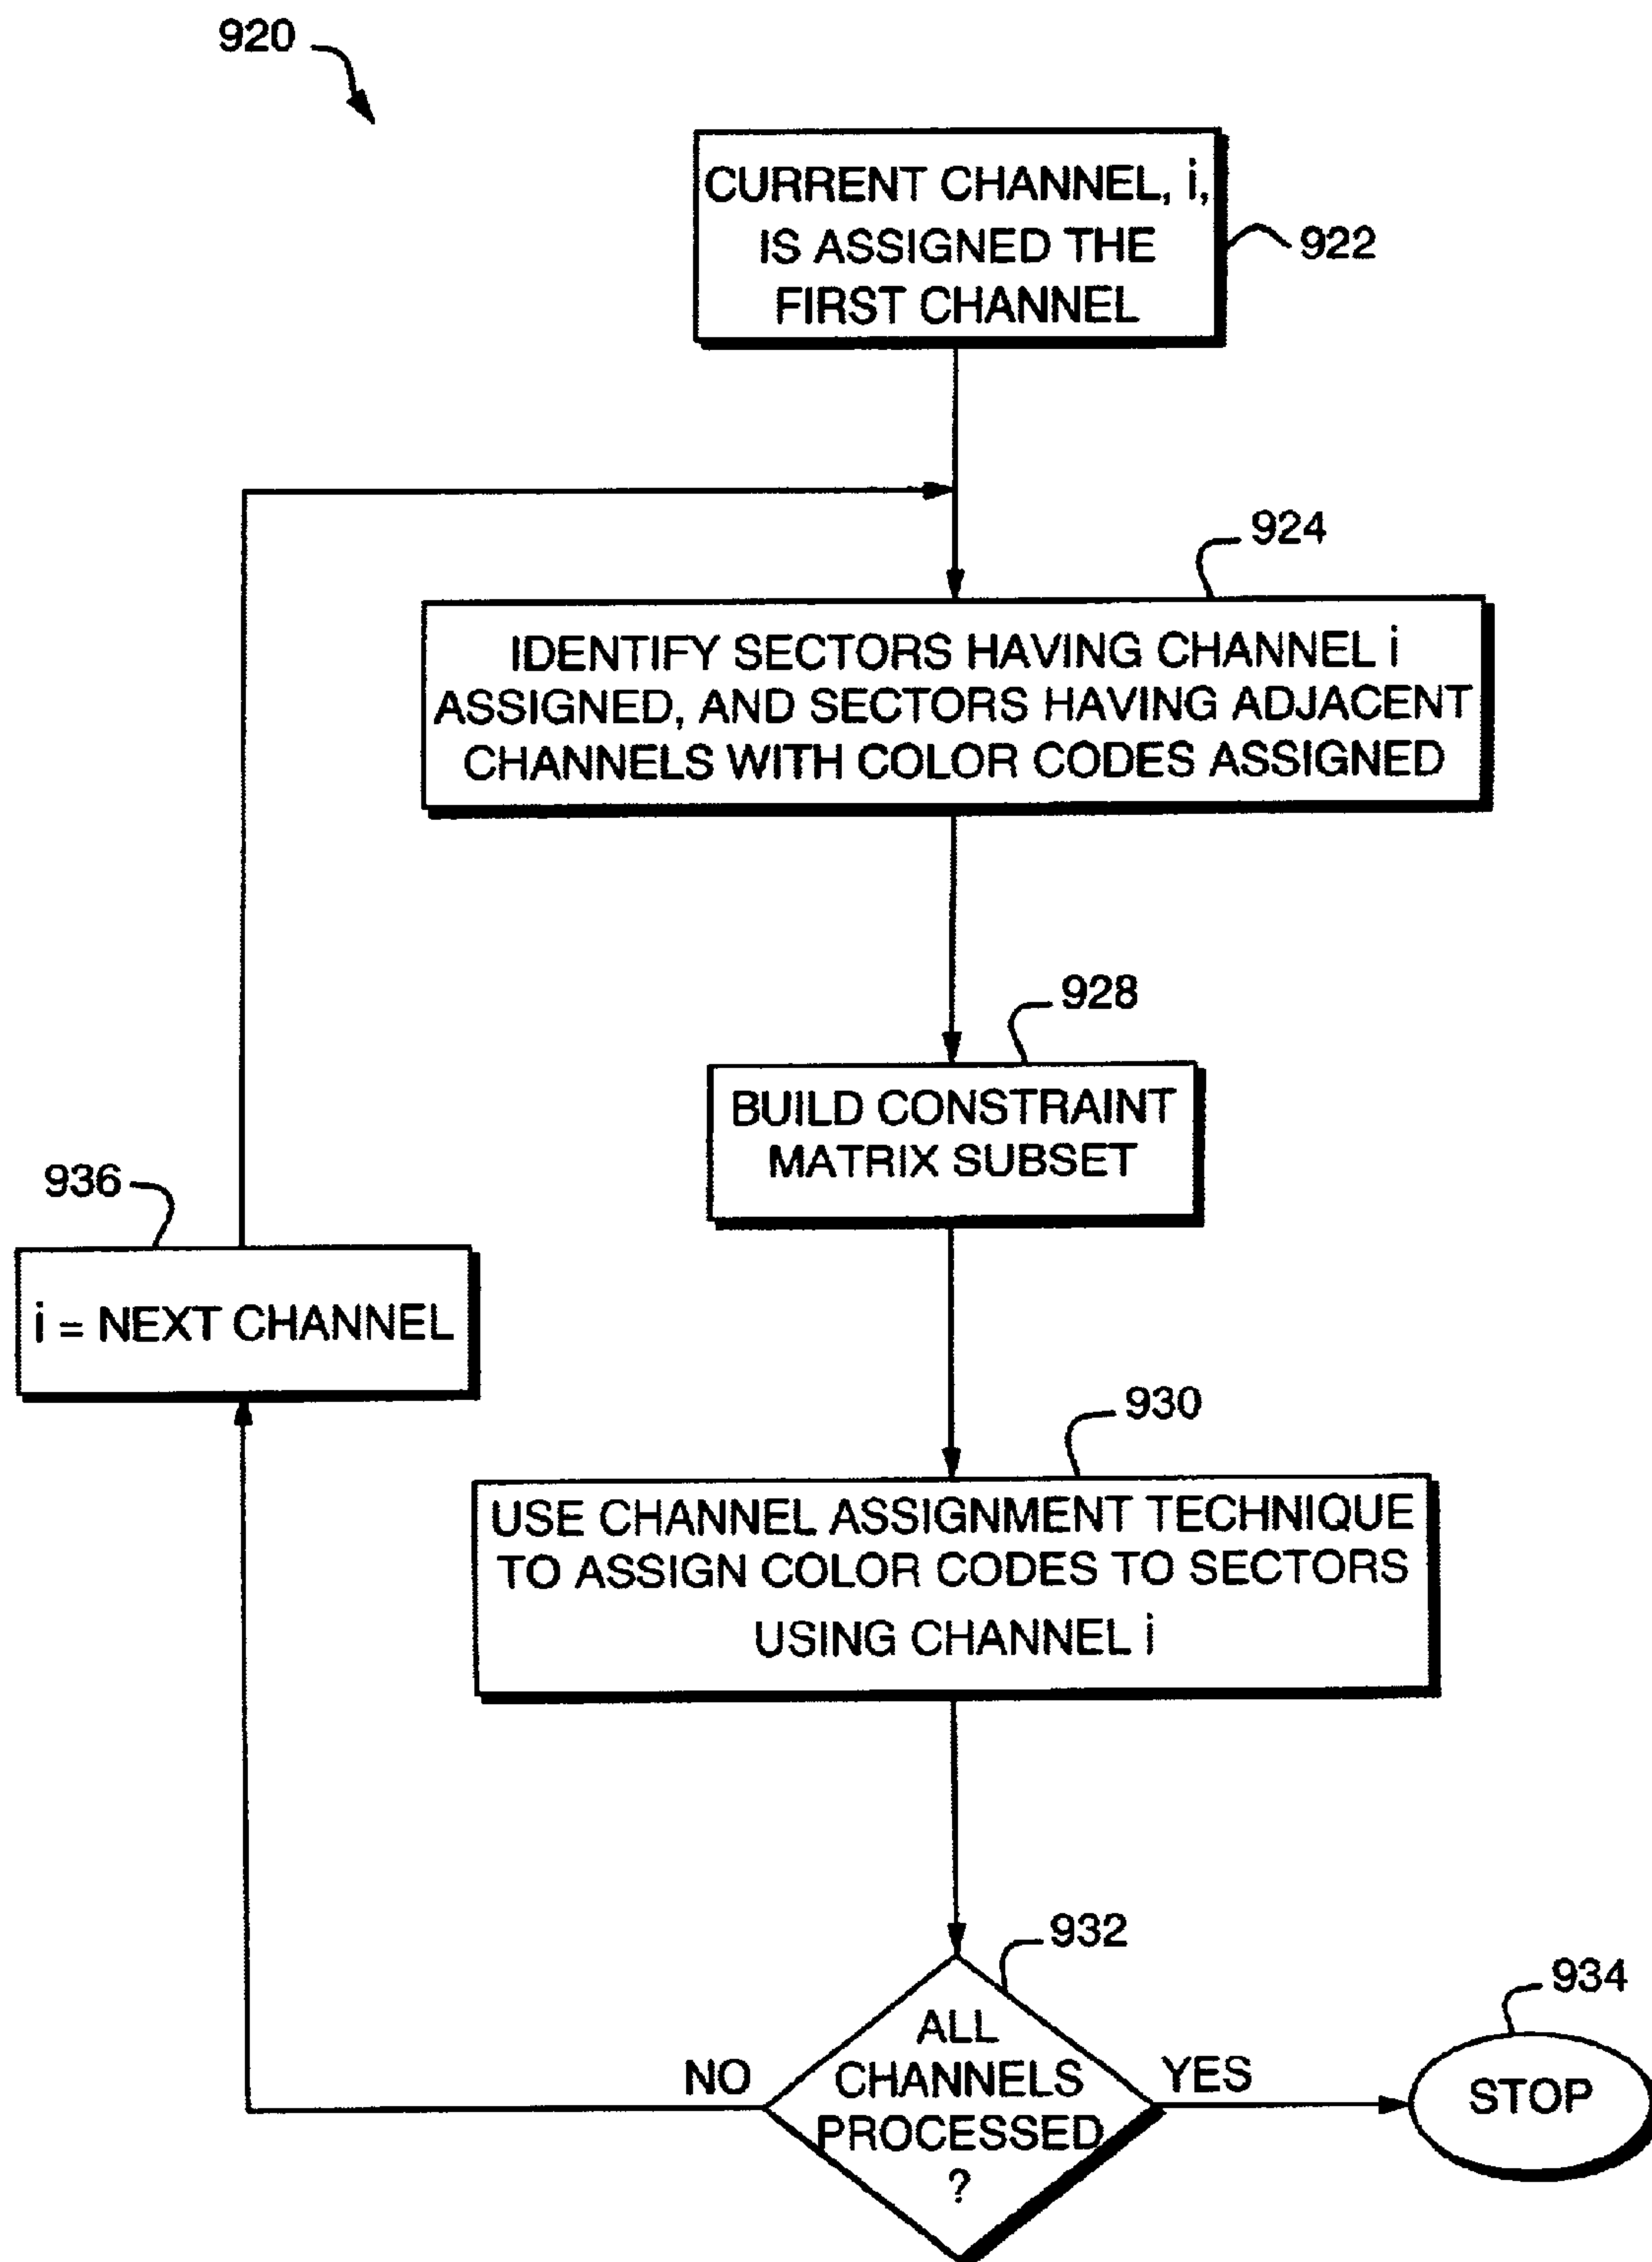 920
CURRENT CHANNEL, i,
IS ASSIGNED THE
FIRST CHANNEL
922
924
IDENTIFY SECTORS HAVING CHANNEL i
ASSIGNED, AND SECTORS HAVING ADJACENT
CHANNELS WITH COLOR CODES ASSIGNED
928
BUILD CONSTRAINT
MATRIX SUBSET
936
i = NEXT CHANNEL
930
USE CHANNEL ASSIGNMENT TECHNIQUE
TO ASSIGN COLOR CODES TO SECTORS
USING CHANNEL i
932
ALL
CHANNELS
PROCESSED
?
NO
YES
934
STOP